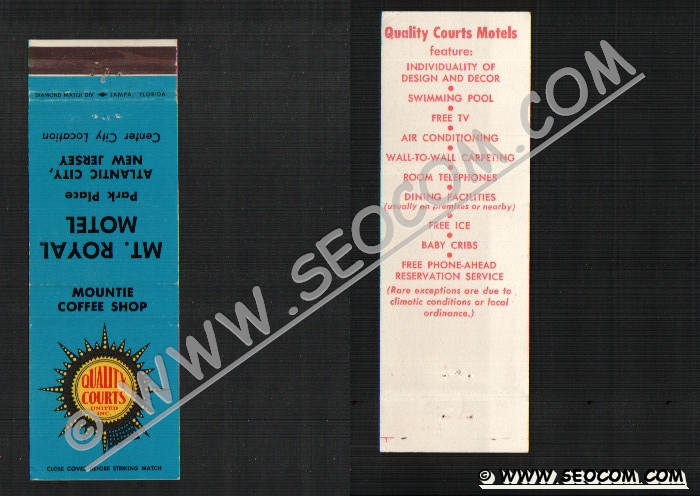 DIAMOND MATCH DIV. TAMPA, FLORIDA
Center City Location
NEW JERSEY
ATLANTIC CITY,
Park Place
MOTEL
MT. ROYAL
MOUNTIE
COFFEE SHOP
QUALITY
COURTS
UNITED
INC.
CLOSE COVER BEFORE STRIKING MATCH
Quality Courts Motels
feature:
INDIVIDUALITY OF
DESIGN AND DECOR
SWIMMING POOL
FREE TV
AIR CONDITIONING
WALL-TO-WALL CARPETING
ROOM TELEPHONES
DINING FACILITIES
(usually on premises or nearby)
FREE ICE
BABY CRIBS
FREE PHONE-AHEAD
RESERVATION SERVICE
(Rare exceptions are due to
climatic conditions or local
ordinance.)
© WWW.SEOCOM.COM
© WWW.SEOCOM.COM